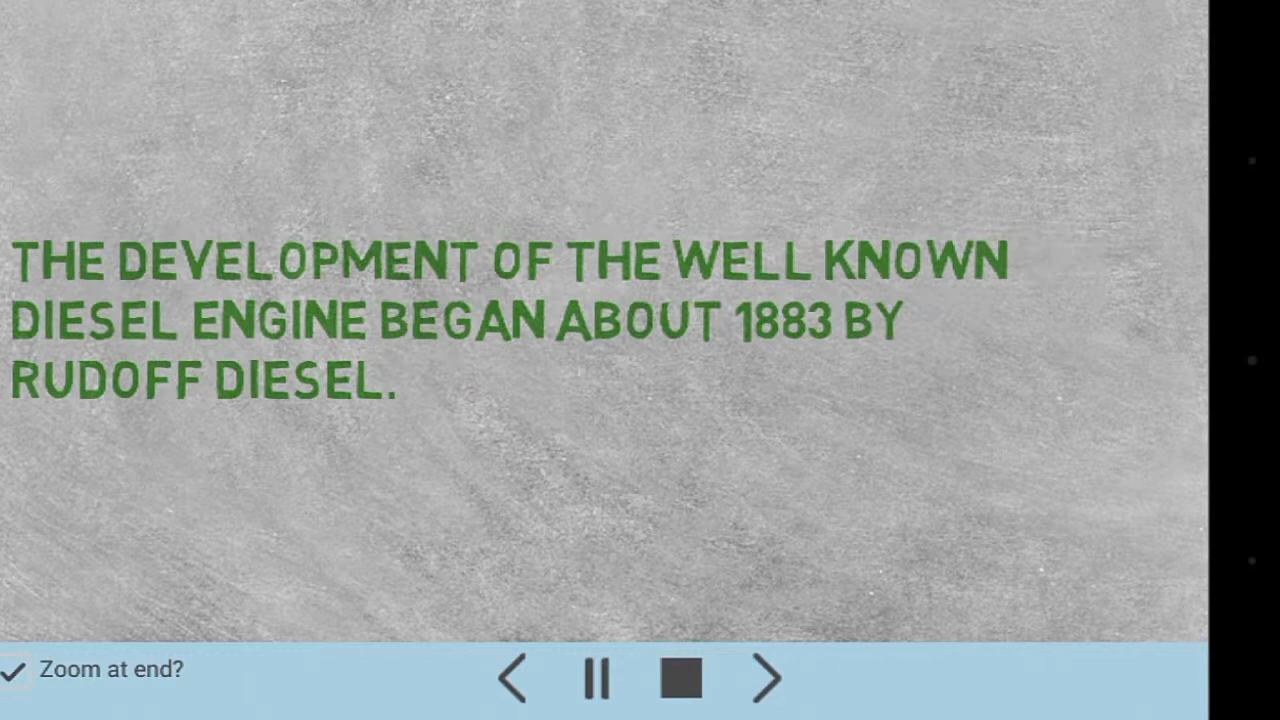 THE DEVELOPMENT OF THE WELL KNOWN
DIESEL ENGINE BEGAN ABOUT 1883 BY
RUDOFF DIESEL.
Zoom at end?